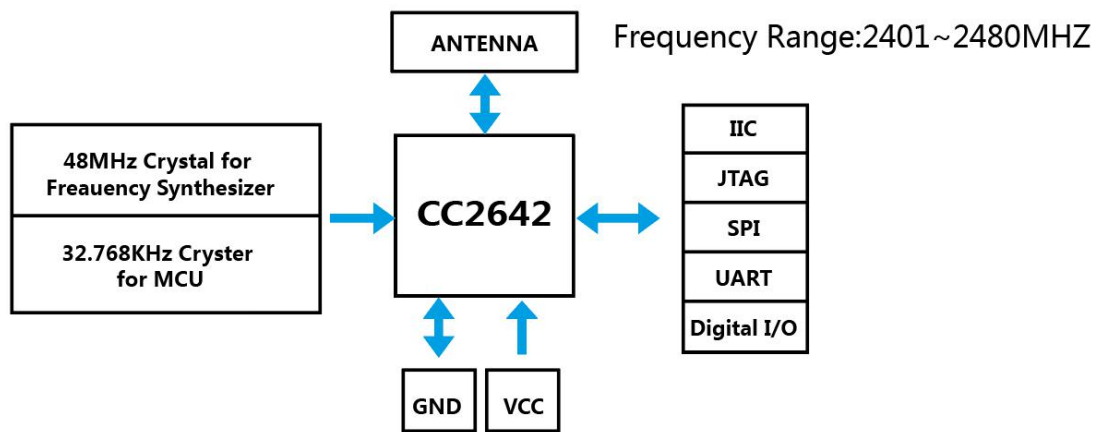 ANTENNA
Frequency Range:2401~2480MHZ
48MHz Crystal for
Freauency Synthesizer
32.768KHz Cryster
for MCU
CC2642
IIC
JTAG
SPI
UART
Digital I/O
GND
VCC